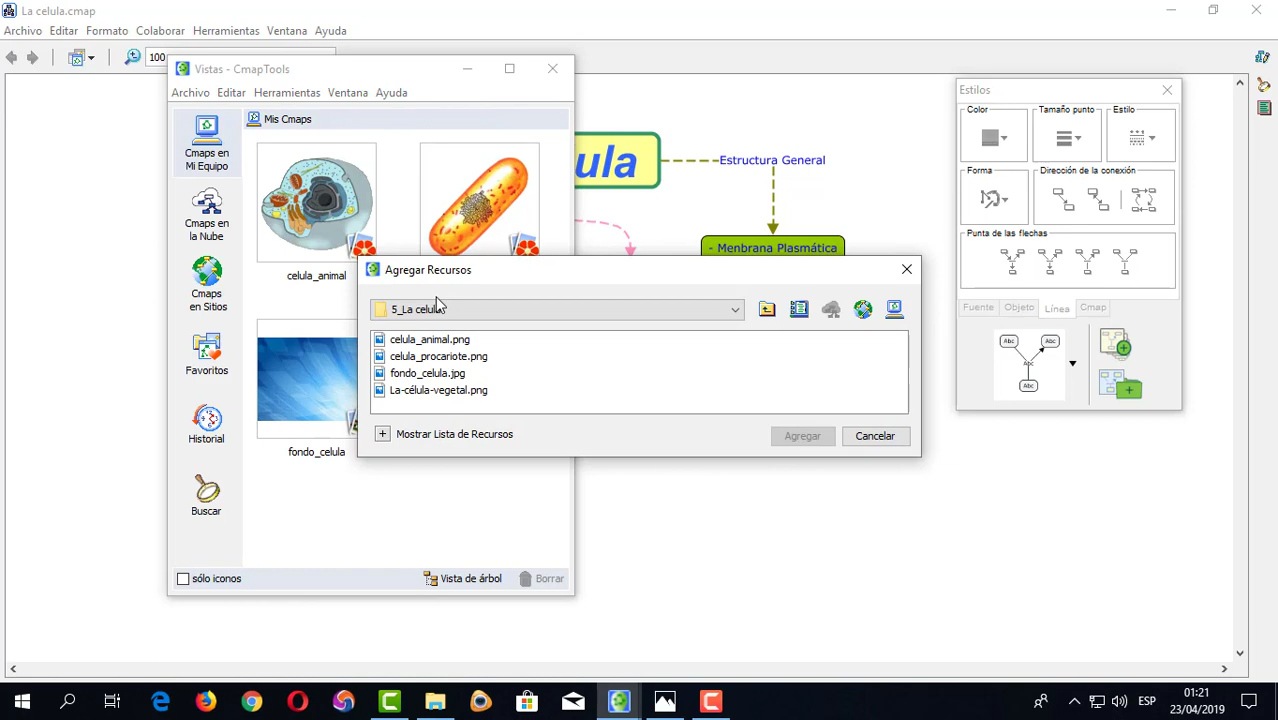 La celula.cmap
Archivo Editar Formato Colaborar Herramientas Ventana Ayuda
100
Vistas - CmapTools
Archivo Editar Herramientas Ventana Ayuda
Cmaps en
Mi Equipo
Cmaps en
la Nube
Cmaps
en Sitios
Favoritos
Historial
Buscar
Mis Cmaps
celula_animal
fondo_celula
sólo iconos
Vista de árbol
Borrar
ula
Estructura General
- Menbrana Plasmática
Agregar Recursos
5_La celula
celula_animal.png
celula_procariote.png
fondo_celula.jpg
La-célula-vegetal.png
+ Mostrar Lista de Recursos
Agregar
Cancelar
Estilos
Color
Tamaño punto
Estilo
Forma
Dirección de la conexión
Punta de las flechas
Fuente Objeto Línea Cmap
Abc
Abc
Abc
Abc
ESP
01:21
23/04/2019